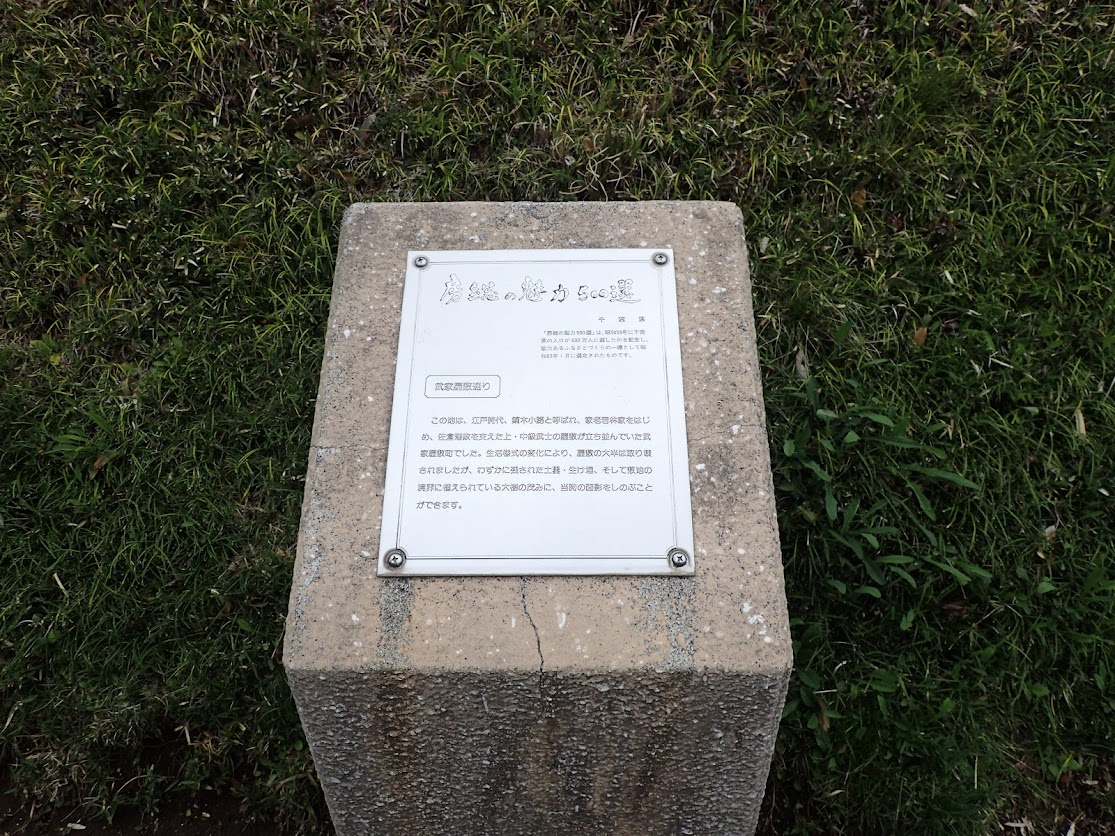 房総の魅力500選
千葉県
「房総の魅力500選」は、昭和58年に千葉
県の人口が500万人に達したのを記念し、
魅力あるふるさとづくりの一環として昭
和63年1月に選定されたものです。
武家屋敷通り
この地は、江戸時代、鏑木小路と呼ばれ、家老若林家をはじ
め、佐倉藩政を支えた上・中級武士の屋敷が立ち並んでいた武
家屋敷町でした。生活様式の変化により、屋敷の大半は取り壊
されましたが、わずかに残された土塁・生け垣、そして敷地の
境界に植えられている大樹の茂みに、当時の面影をしのぶこと
ができます。